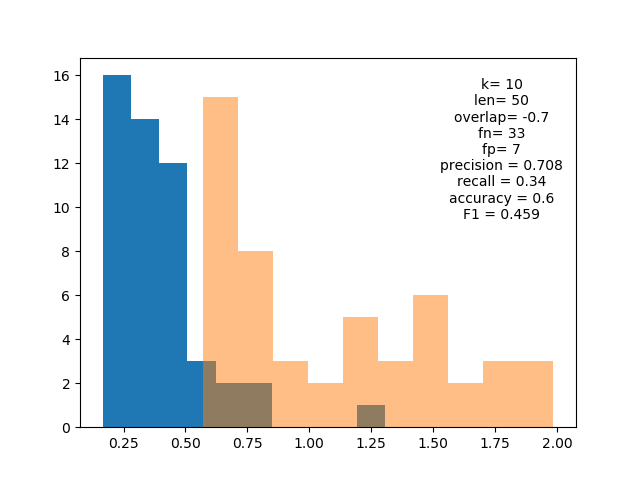 k= 10
len= 50
overlap= -0.7
fn= 33
fp= 7
precision = 0.708
recall = 0.34
accuracy = 0.6
F1 = 0.459
16
14
12
10
8
6
4
2
0
0.25 0.50 0.75 1.00 1.25 1.50 1.75 2.00